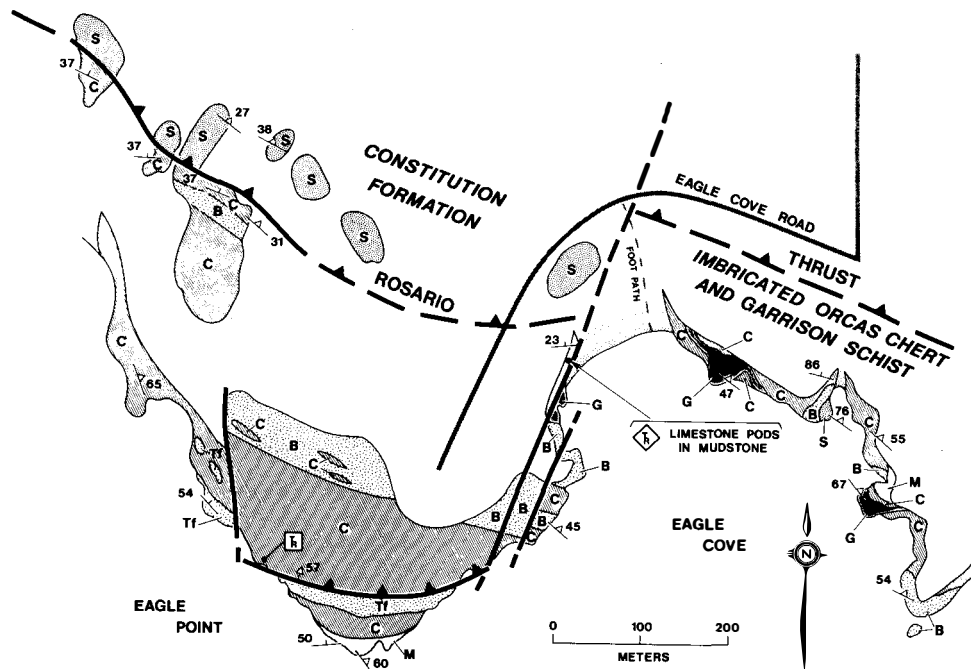 S
37
C
S
27
38
S
S
37
C
37
C
B
31
C
S
S
CONSTITUTION
FORMATION
ROSARIO
EAGLE COVE ROAD
THRUST
IMBRICATED ORCAS CHERT
AND GARRISON SCHIST
FOOT PATH
S
23
C
65
Tf
54
Tf
C
B
C
C
TR
57
Tf
C
M
50
60
EAGLE
POINT
G
B
B
B
B
C
B
C
45
TR
LIMESTONE PODS
IN MUDSTONE
C
C
G
47
C
C
86
B
76
S
C
55
B
M
67
C
G
54
B
EAGLE
COVE
N
0 100 200
METERS